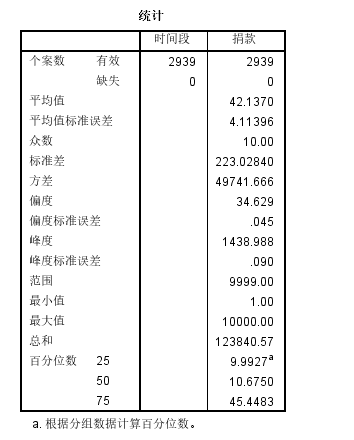 统计
时间段 捐款
个案数 有效 2939 2939
缺失 0 0
平均值 42.1370
平均值标准误差 4.11396
众数 10.00
标准差 223.02840
方差 49741.666
偏度 34.629
偏度标准误差 .045
峰度 1438.988
峰度标准误差 .090
范围 9999.00
最小值 1.00
最大值 10000.00
总和 123840.57
百分位数 25 9.9927a
50 10.6750
75 45.4483
a. 根据分组数据计算百分位数。